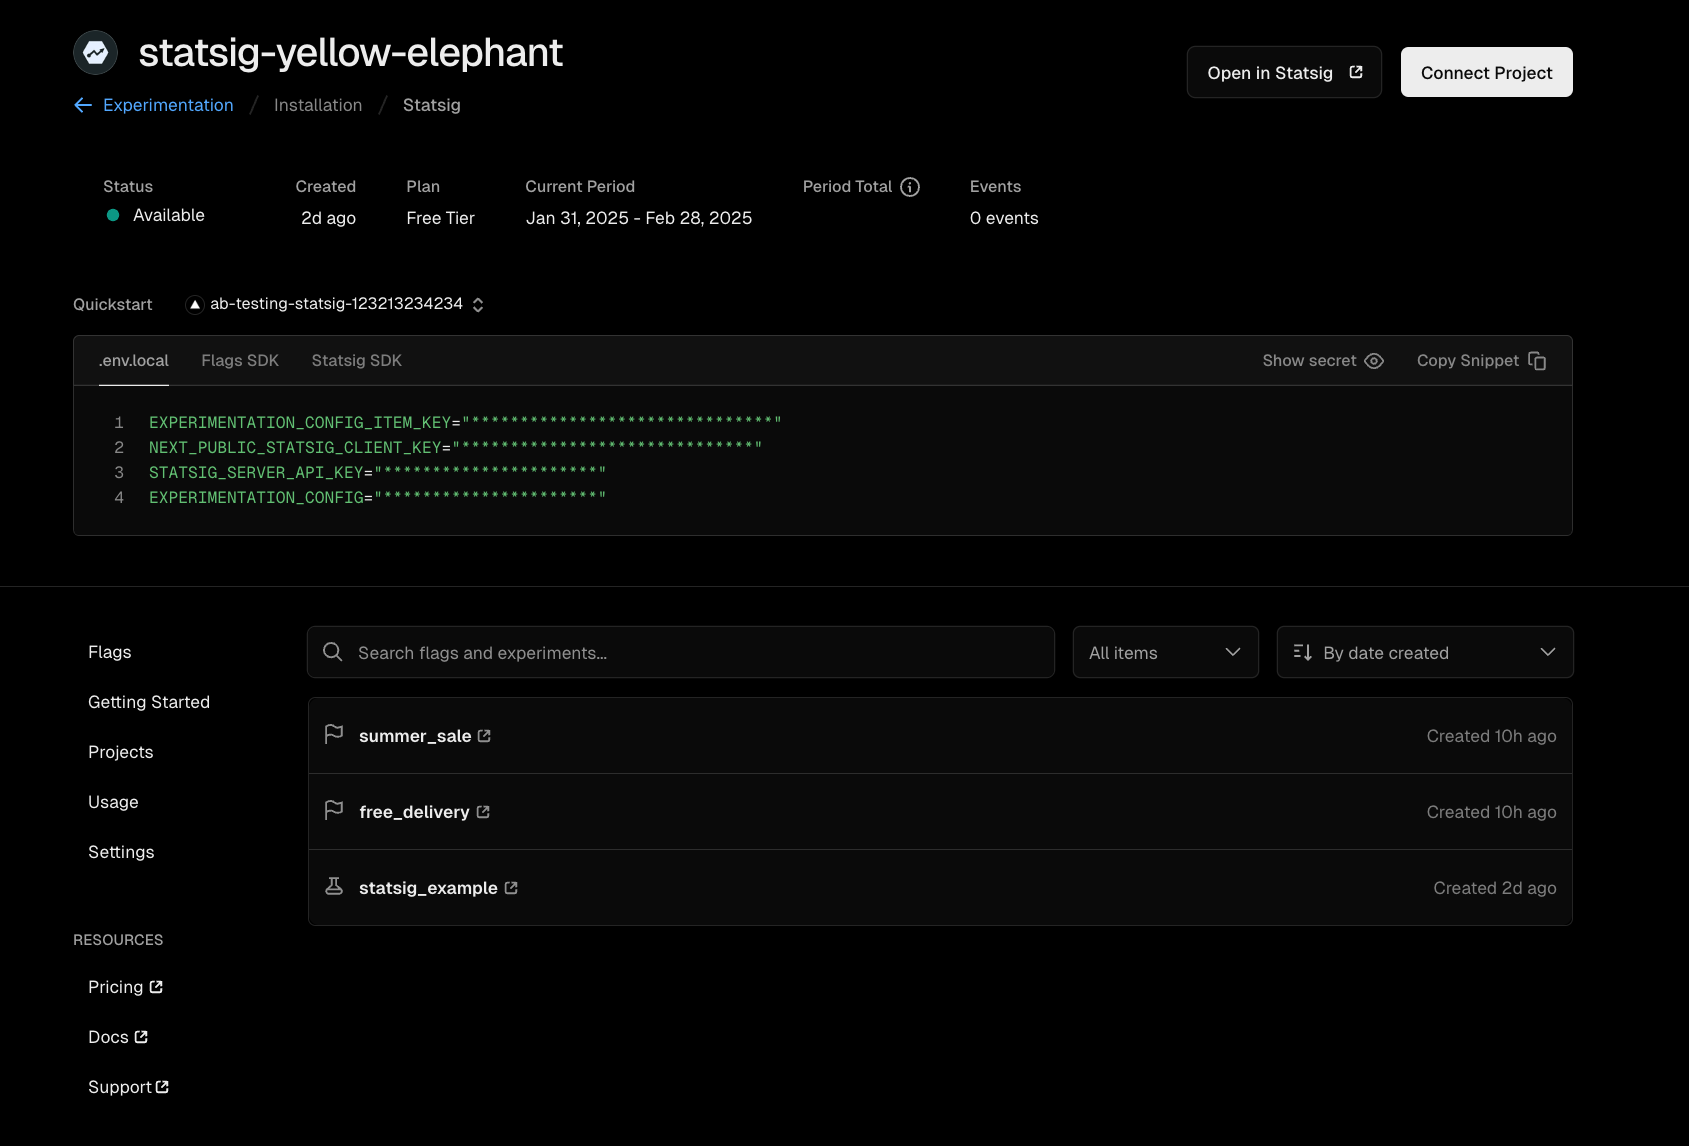 statsig-yellow-elephant
Experimentation / Installation / Statsig
Open in Statsig
Connect Project
Status
Available
Created
2d ago
Plan
Free Tier
Current Period
Jan 31, 2025 - Feb 28, 2025
Period Total
Events
0 events
Quickstart
ab-testing-statsig-123213234234
.env.local Flags SDK Statsig SDK
Show secret
Copy Snippet
1 EXPERIMENTATION_CONFIG_ITEM_KEY="*******************************"
2 NEXT_PUBLIC_STATSIG_CLIENT_KEY="******************************"
3 STATSIG_SERVER_API_KEY="**********************"
4 EXPERIMENTATION_CONFIG="**********************"
Flags
Getting Started
Projects
Usage
Settings
RESOURCES
Pricing
Docs
Support
Search flags and experiments...
All items
By date created
summer_sale
Created 10h ago
free_delivery
Created 10h ago
statsig_example
Created 2d ago